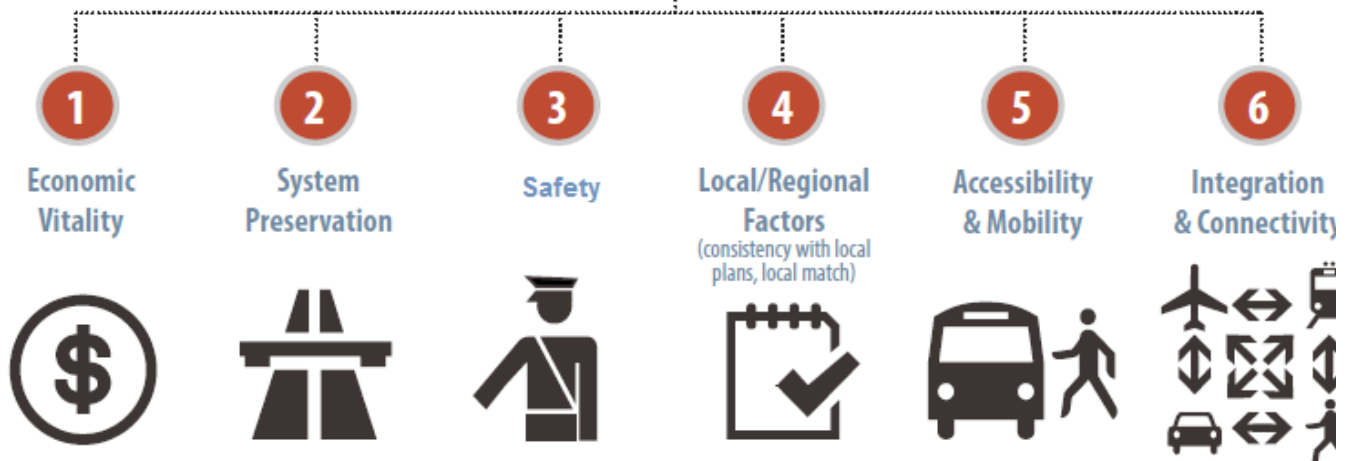 1
Economic
Vitality
$
2
System
Preservation
3
Safety
4
Local/Regional
Factors
(consistency with local
plans, local match)
5
Accessibility
& Mobility
6
Integration
& Connectivity